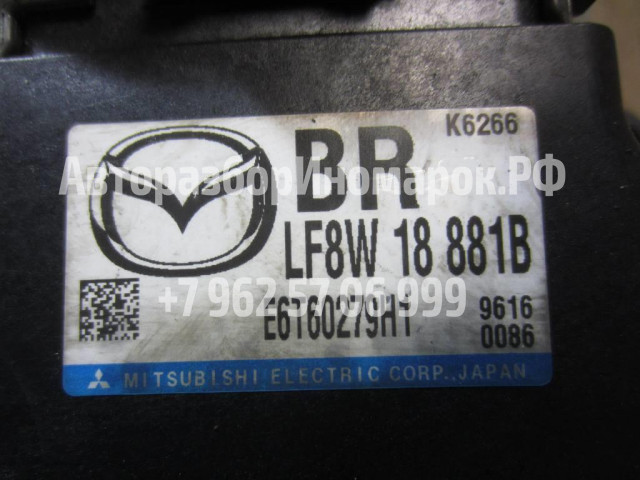 K6266
BR
АвторазборИномарок.РФ
LF8W 18 881B
+7 962 57 06 999
E6T60279H1
9616
0086
MITSUBISHI ELECTRIC CORP., JAPAN